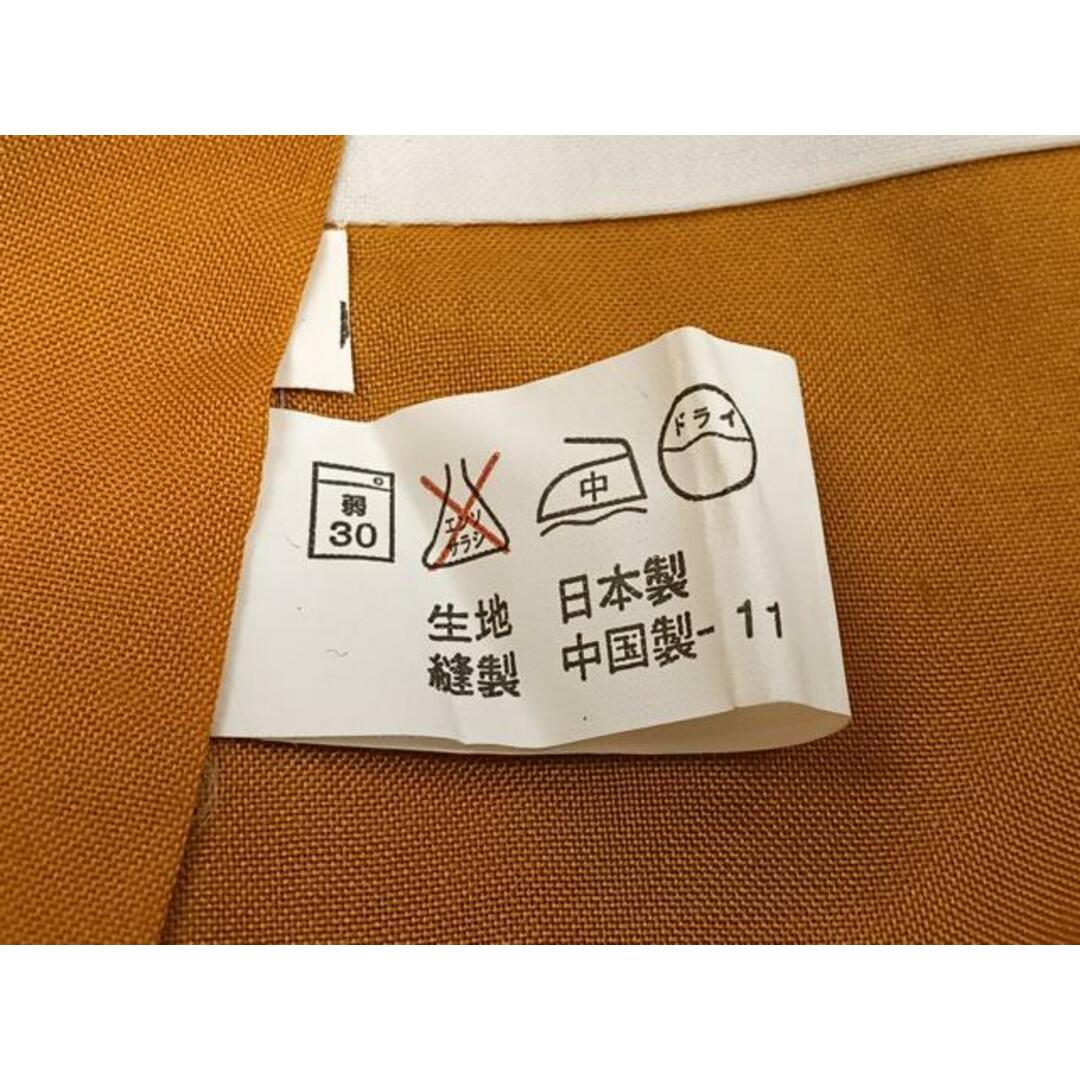 弱
30
エンソ
サラシ
中
ドライ
生地 日本製
縫製 中国製- 11